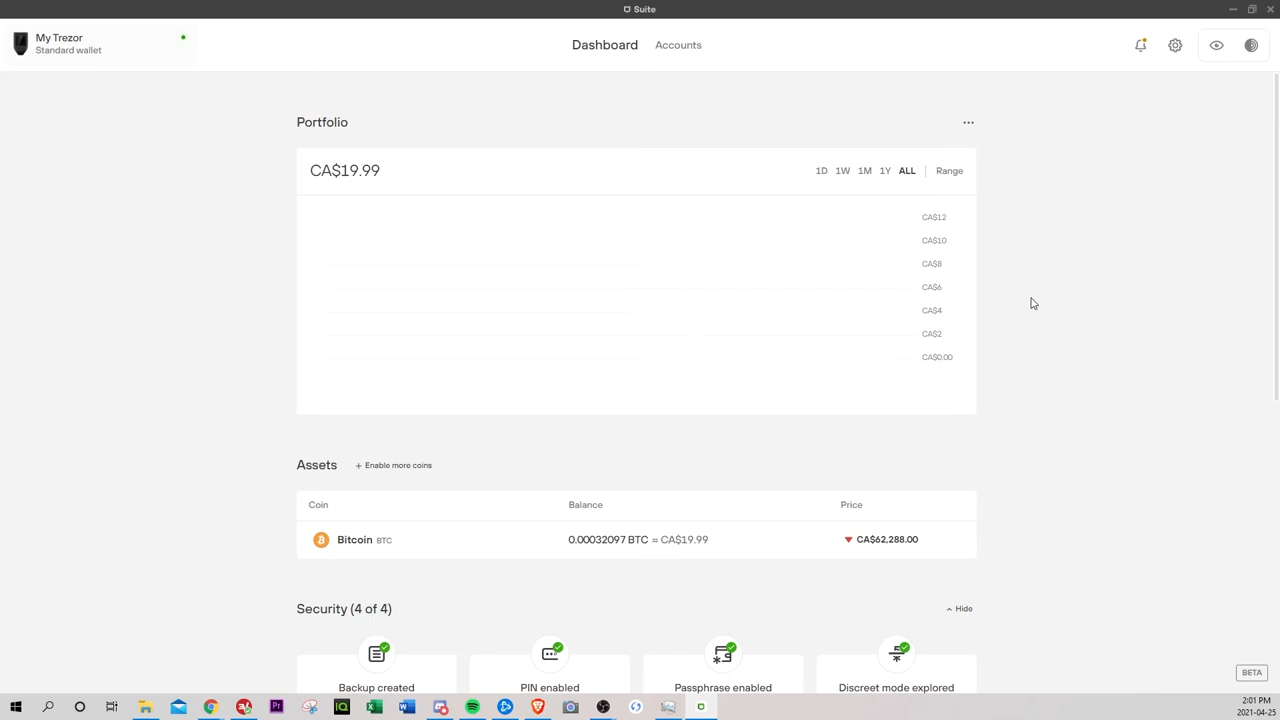 Suite
My Trezor
Standard wallet
Dashboard Accounts
Portfolio
CA$19.99
1D 1W 1M 1Y ALL Range
CA$12
CA$10
CA$8
CA$6
CA$4
CA$2
CA$0.00
Assets + Enable more coins
Coin Balance Price
Bitcoin BTC 0.00032097 BTC ≈ CA$19.99 CA$62,288.00
Security (4 of 4) Hide
Backup created PIN enabled Passphrase enabled Discreet mode explored
BETA
2:01 PM
2021-04-25